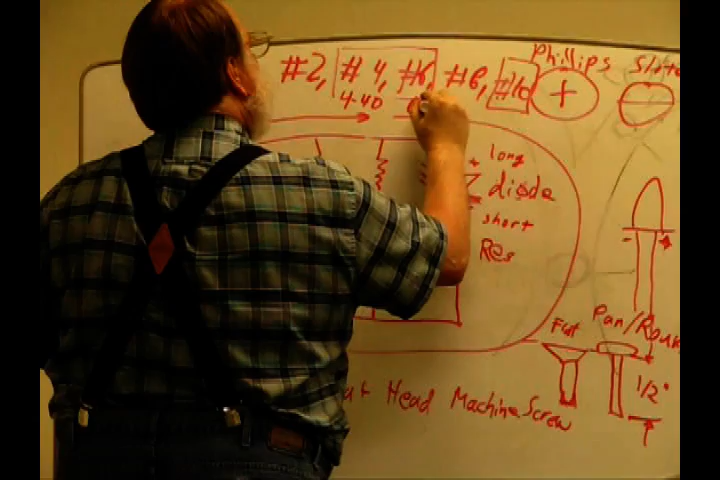 Phillips
#2, #4, #6, #8, #10 +
4-40
long
diode
short
Res
Flat Pan/Roun
1/2"
Head Machine Screw